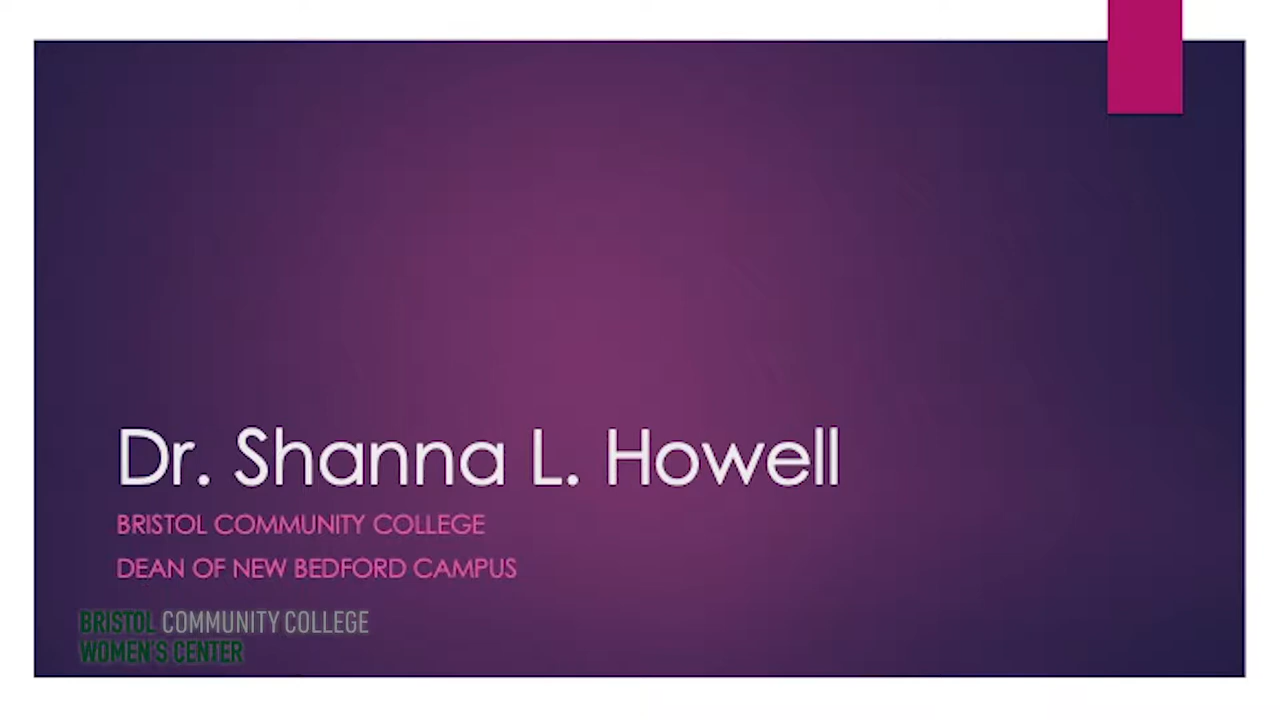 Dr. Shanna L. Howell
BRISTOL COMMUNITY COLLEGE
DEAN OF NEW BEDFORD CAMPUS
BRISTOL COMMUNITY COLLEGE
WOMEN'S CENTER